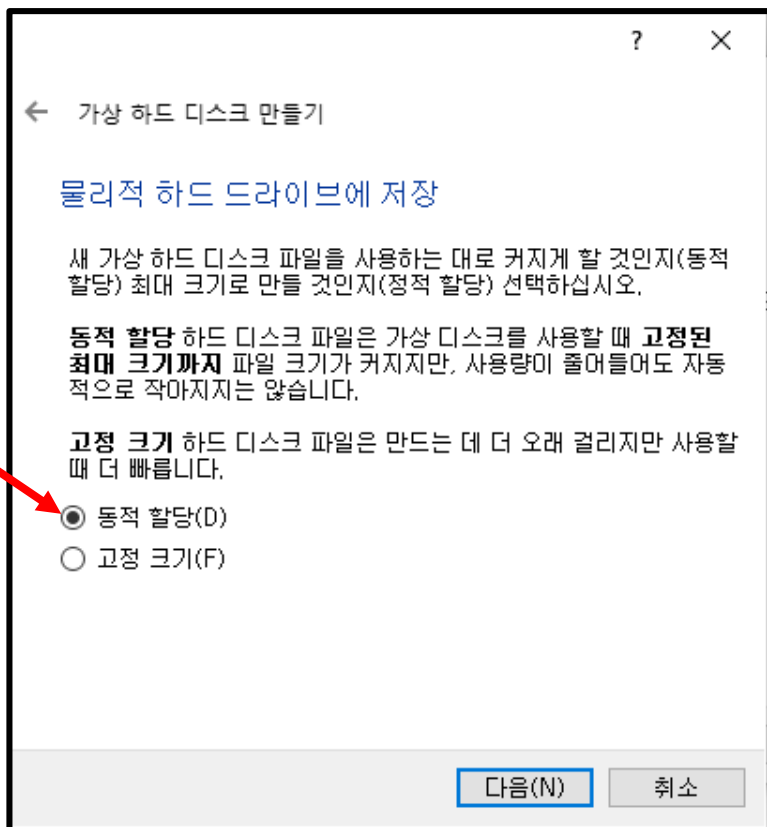 ?
← 가상 하드 디스크 만들기
물리적 하드 드라이브에 저장
새 가상 하드 디스크 파일을 사용하는 대로 커지게 할 것인지(동적
할당) 최대 크기로 만들 것인지(정적 할당) 선택하십시오.
동적 할당 하드 디스크 파일은 가상 디스크를 사용할 때 고정된
최대 크기까지 파일 크기가 커지지만, 사용량이 줄어들어도 자동
적으로 작아지지는 않습니다.
고정 크기 하드 디스크 파일은 만드는 데 더 오래 걸리지만 사용할
때 더 빠릅니다.
동적 할당(D)
고정 크기(F)
다음(N) 취소